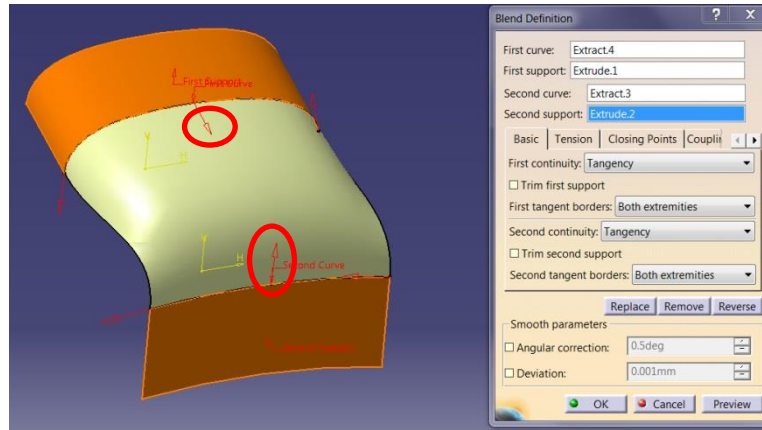 Blend Definition
First curve: Extract.4
First support: Extrude.1
Second curve: Extract.3
Second support: Extrude.2
Basic Tension Closing Points Couplin
First continuity: Tangency
Trim first support
First tangent borders: Both extremities
Second continuity: Tangency
Trim second support
Second tangent borders: Both extremities
Replace Remove Reverse
Smooth parameters
Angular correction: 0.5deg
Deviation: 0.001mm
OK Cancel Preview
First Support
First Curve
V
H
V
H
Second Curve